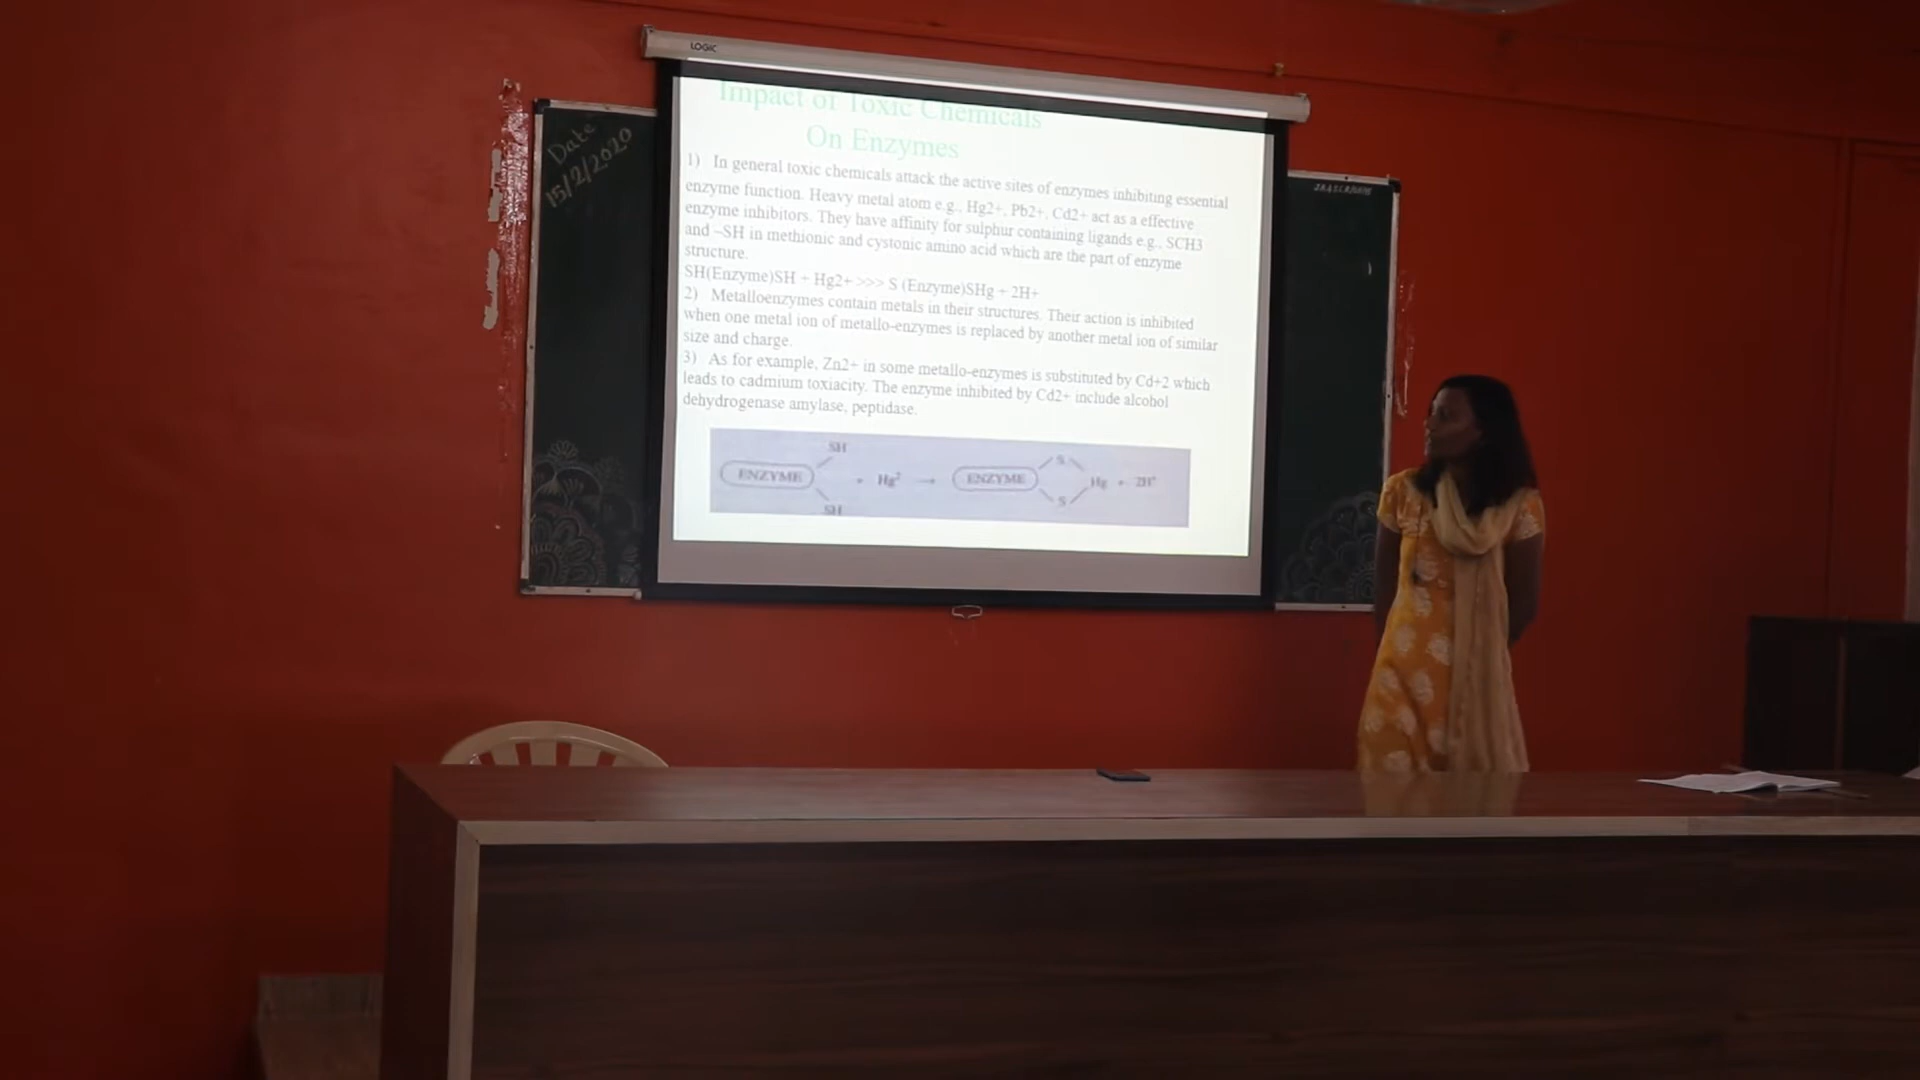 LOGIC
Date
15/2/2020
Impact of Toxic Chemicals
On Enzymes
1) In general toxic chemicals attack the active sites of enzymes inhibiting essential
enzyme function. Heavy metal atom e.g., Hg2+, Pb2+, Cd2+ act as a effective
enzyme inhibitors. They have affinity for sulphur containing ligands e.g., SCH3
and –SH in methionic and cystonic amino acid which are the part of enzyme
structure.
SH(Enzyme)SH + Hg2+ >>> S (Enzyme)SHg + 2H+
2) Metalloenzymes contain metals in their structures. Their action is inhibited
when one metal ion of metallo-enzymes is replaced by another metal ion of similar
size and charge.
3) As for example, Zn2+ in some metallo-enzymes is substituted by Cd+2 which
leads to cadmium toxiacity. The enzyme inhibited by Cd2+ include alcohol
dehydrogenase amylase, peptidase.
SH
ENZYME + Hg2 → ENZYME S Hg + 2H+
SH S